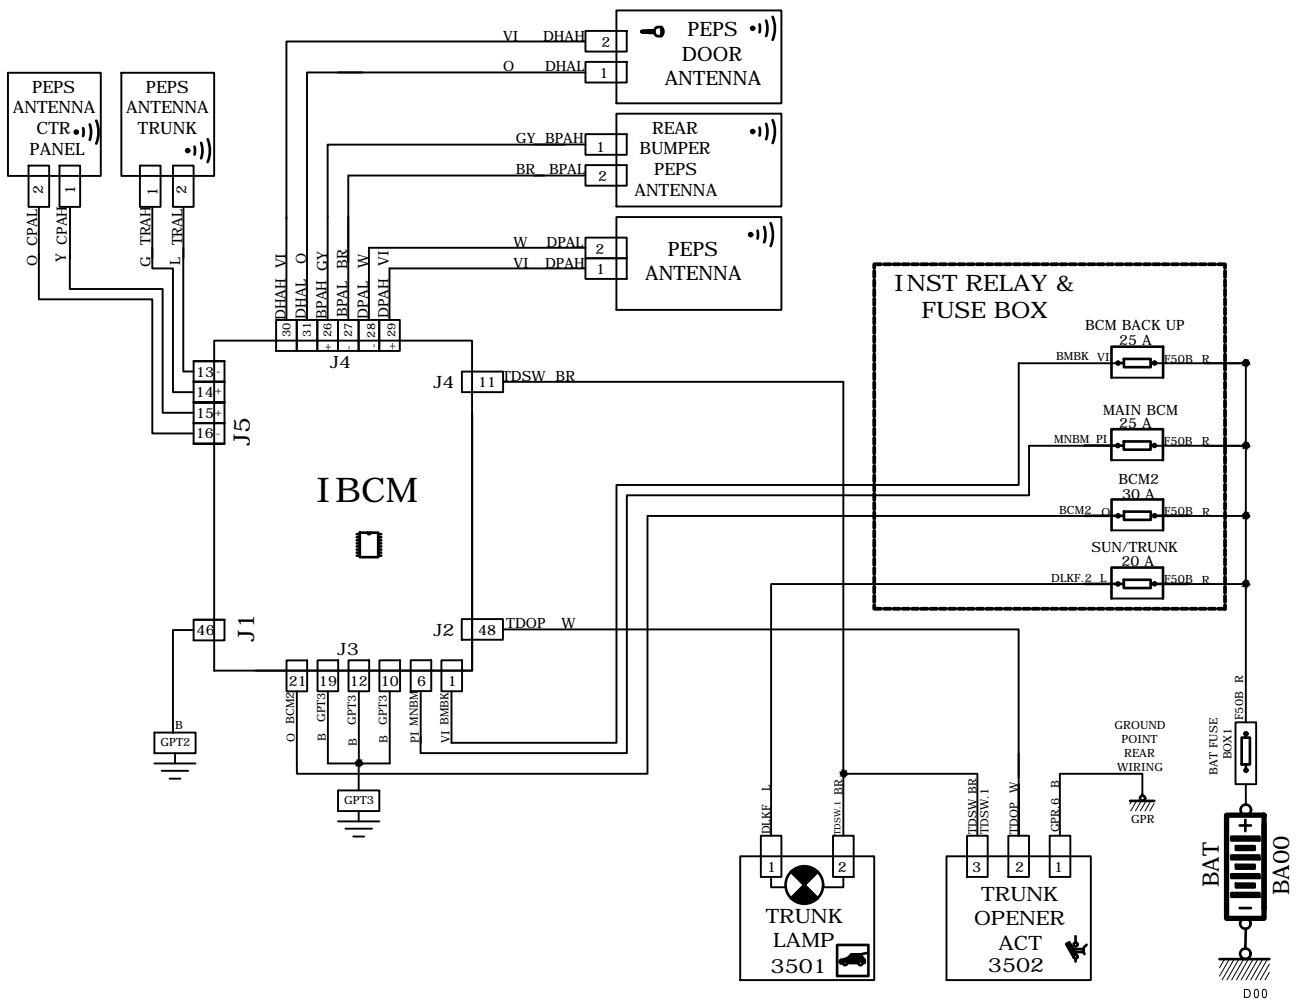 VI DHAH
2
PEPS
DOOR
ANTENNA
O DHAL
1
PEPS
ANTENNA
CTR
PANEL
2
1
O CPAL
Y CPAH
PEPS
ANTENNA
TRUNK
1
2
G TRAH
L TRAL
GY BPAH
1
BR BPAL
2
REAR
BUMPER
PEPS
ANTENNA
W DPAL
2
VI DPAH
1
PEPS
ANTENNA
DHAH VI
DHAL O
BPAH GY
BPAL BR
DPAL W
DPAH VI
30
31
26 +
27 -
28 -
29 +
J4
13 -
14 +
15 +
16 -
J5
J4
11
TDSW BR
IBCM
46
J1
B
GPT2
J2
48
TDOP W
J3
21
19
12
10
6
1
O BCM2
B GPT3
B GPT3
B GPT3
PI MNBM
VI BMBK
GPT3
INST RELAY &
FUSE BOX
BCM BACK UP
25 A
BMBK VI
F50B R
MAIN BCM
25 A
MNBM PI
F50B R
BCM2
30 A
BCM2 O
F50B R
SUN/TRUNK
20 A
DLKF.2 L
F50B R
F50B R
BAT FUSE
BOX1
GROUND
POINT
REAR
WIRING
GPR
DLKF L
TDSW.1 BR
1
2
TRUNK
LAMP
3501
TDSW BR
TDSW.1
TDOP W
GPR.6 B
3
2
1
TRUNK
OPENER
ACT
3502
BAT
+
-
BA00
D00